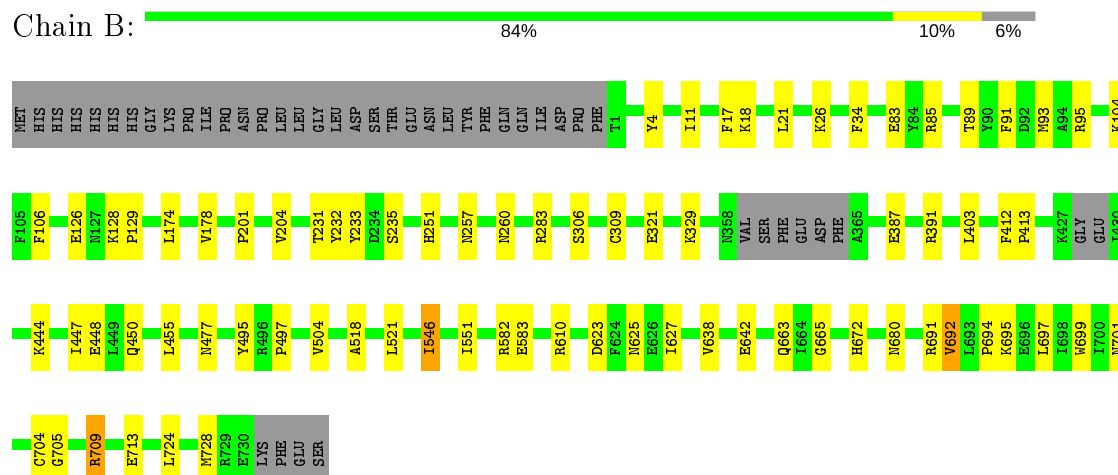 Chain B:
84% 10% 6%
MET HIS HIS HIS HIS HIS HIS GLY LYS PRO ILE PRO ASN PRO LEU LEU GLY LEU ASP SER THR GLU ASN LEU TYR PHE GLN GLN ILE ASP PRO PHE T1 Y4 I11 F17 K18 L21 K26 F34 E83 Y84 R85 T89 Y90 F91 D92 M93 A94 R95 K104
F105 F106 E126 N127 K128 P129 L174 V178 P201 V204 T231 Y232 Y233 D234 S235 H251 N257 N260 R283 S306 C309 E321 K329 N358 VAL SER PHE GLU ASP PHE A365 E387 R391 L403 F412 P413 K427 GLY GLU I430
K444 I447 E448 L449 Q450 L455 N477 Y495 R496 P497 V504 A518 L521 I546 I551 R582 E583 R610 D623 F624 N625 E626 I627 V638 E642 Q663 I664 G665 H672 N680 R691 V692 L693 P694 K695 E696 L697 I698 W699 I700 N701
C704 G705 R709 E713 L724 M728 R729 E730 LYS PHE GLU SER